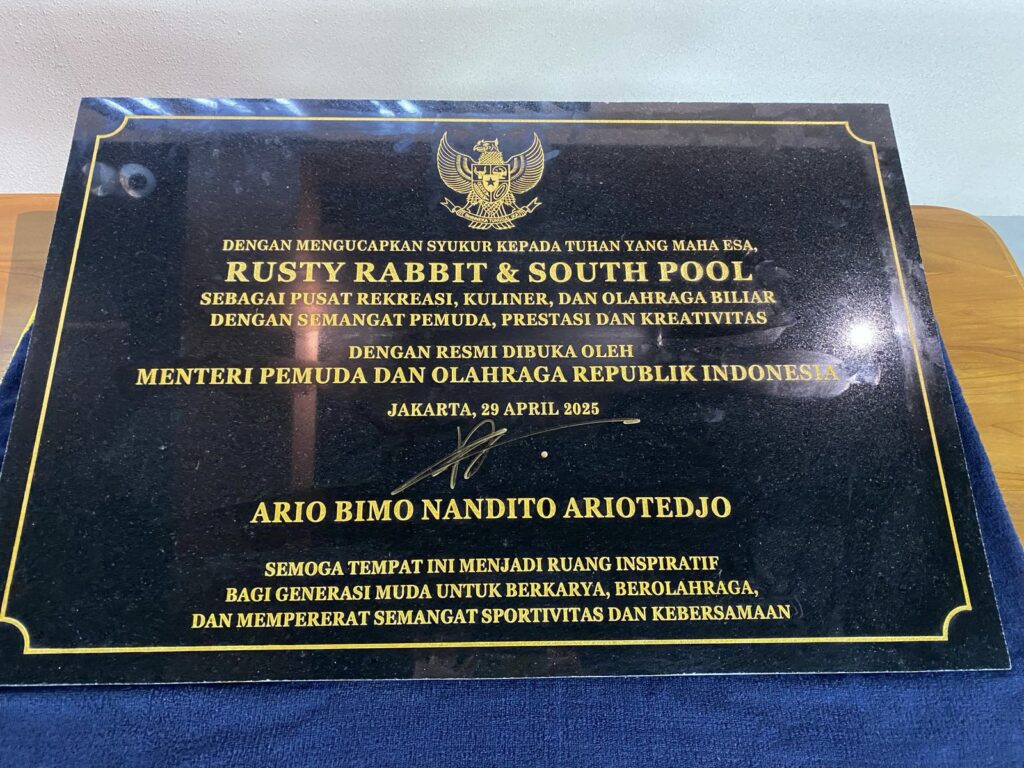 DENGAN MENGUCAPKAN SYUKUR KEPADA TUHAN YANG MAHA ESA,
RUSTY RABBIT & SOUTH POOL
SEBAGAI PUSAT REKREASI, KULINER, DAN OLAHRAGA BILIAR
DENGAN SEMANGAT PEMUDA, PRESTASI DAN KREATIVITAS
DENGAN RESMI DIBUKA OLEH
MENTERI PEMUDA DAN OLAHRAGA REPUBLIK INDONESIA
JAKARTA, 29 APRIL 2025
ARIO BIMO NANDITO ARIOTEDJO
SEMOGA TEMPAT INI MENJADI RUANG INSPIRATIF
BAGI GENERASI MUDA UNTUK BERKARYA, BEROLAHRAGA,
DAN MEMPERERAT SEMANGAT SPORTIVITAS DAN KEBERSAMAAN